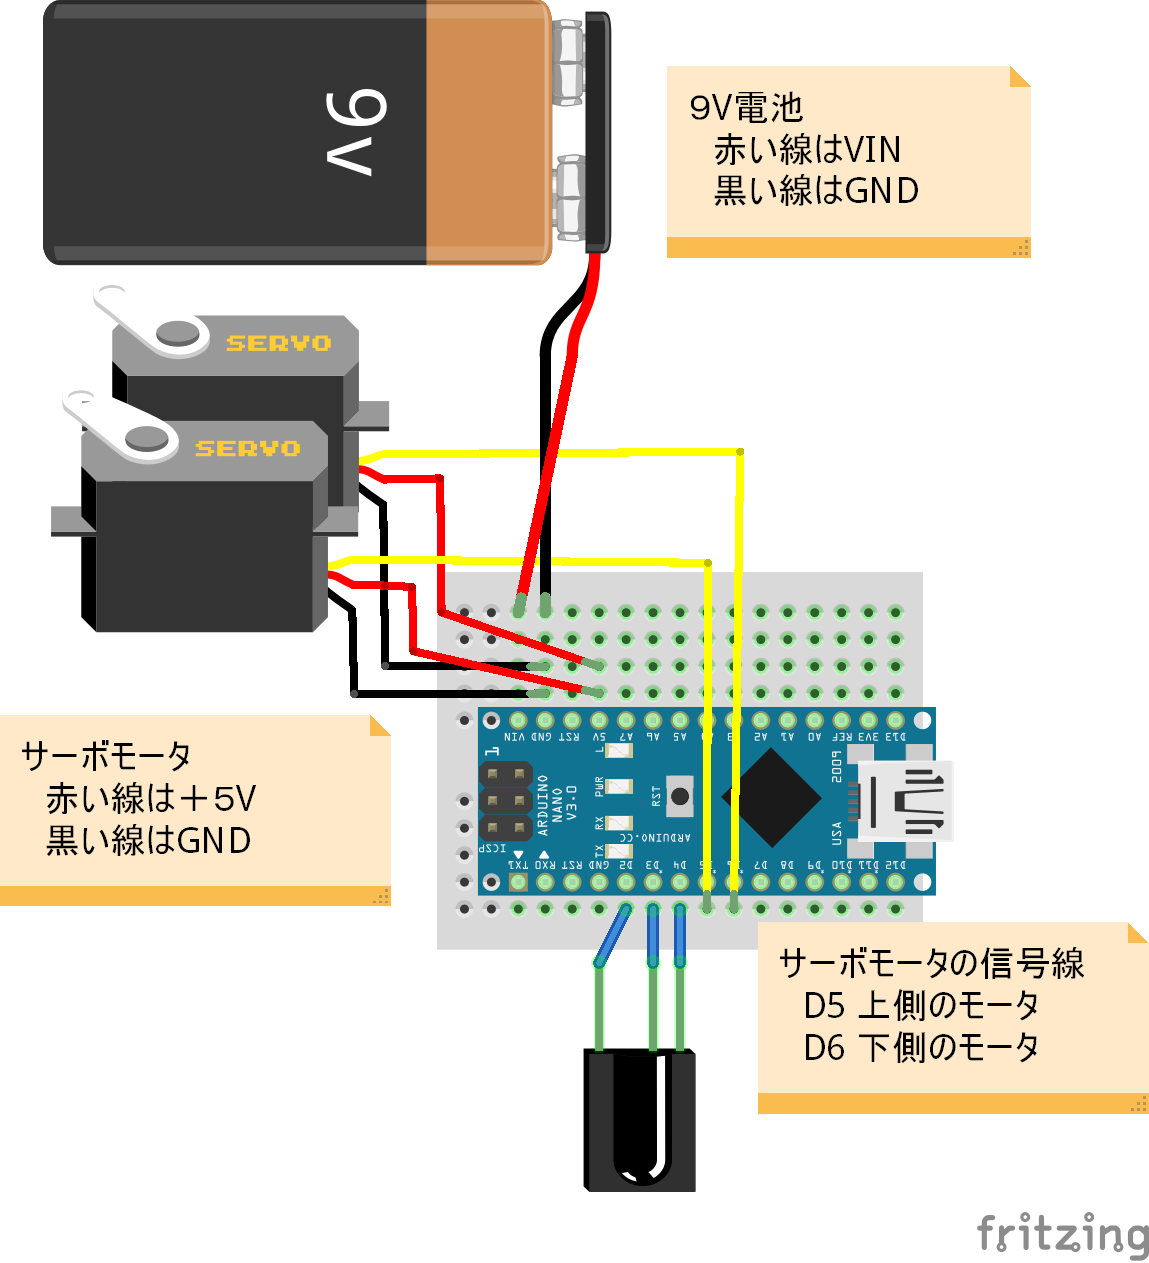 9v
9V電池
赤い線はVIN
黒い線はGND
SERVO
SERVO
サーボモータ
赤い線は＋5V
黒い線はGND
VIN GND RST 5V A7 A6 A5 A2 A1 A0 REF 3V3 D13
1
L
PWR
RX
TX
ARDUINO
NANO
V3.0
RST
ARDUINO.CC
2009
USA
ICSP
TX1 RX0 RST GND D2 D3 D4 D7 D8 D9 D10 D11 D12
サーボモータの信号線
D5 上側のモータ
D6 下側のモータ
fritzing